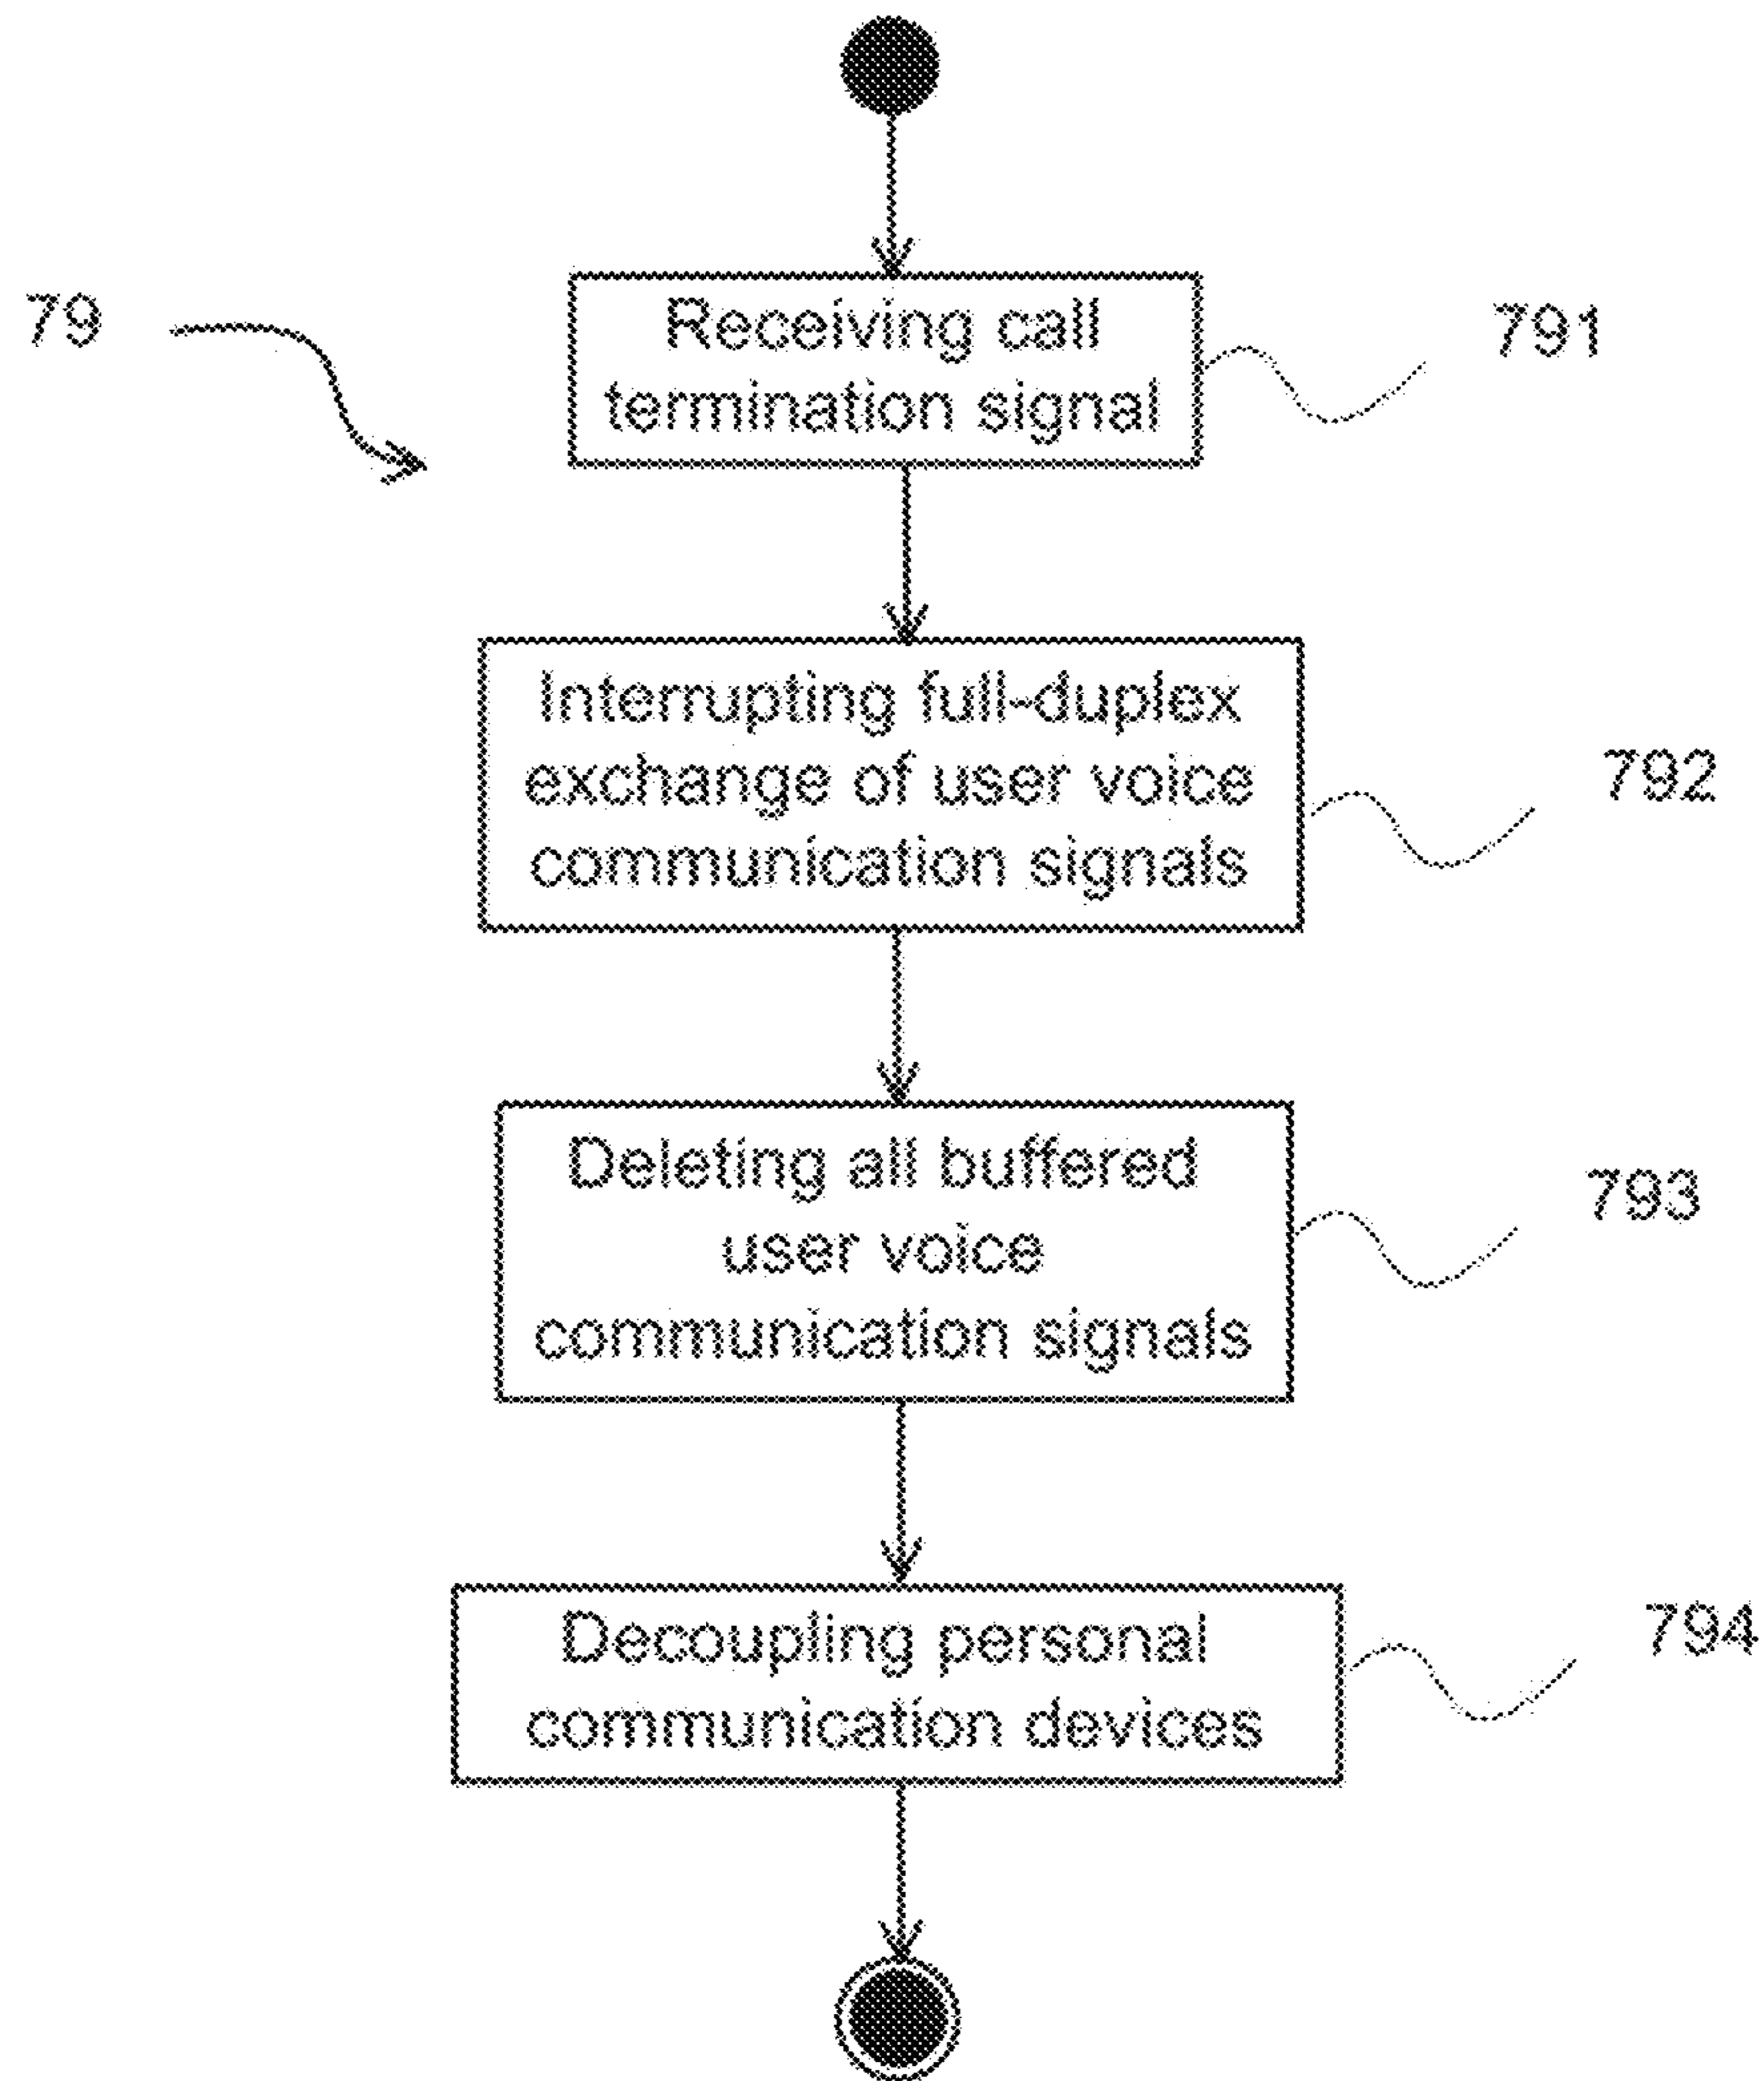 79
Receiving call
termination signal
791
Interrupting full-duplex
exchange of user voice
communication signals
792
Deleting all buffered
user voice
communication signals
793
Decoupling personal
communication devices
794